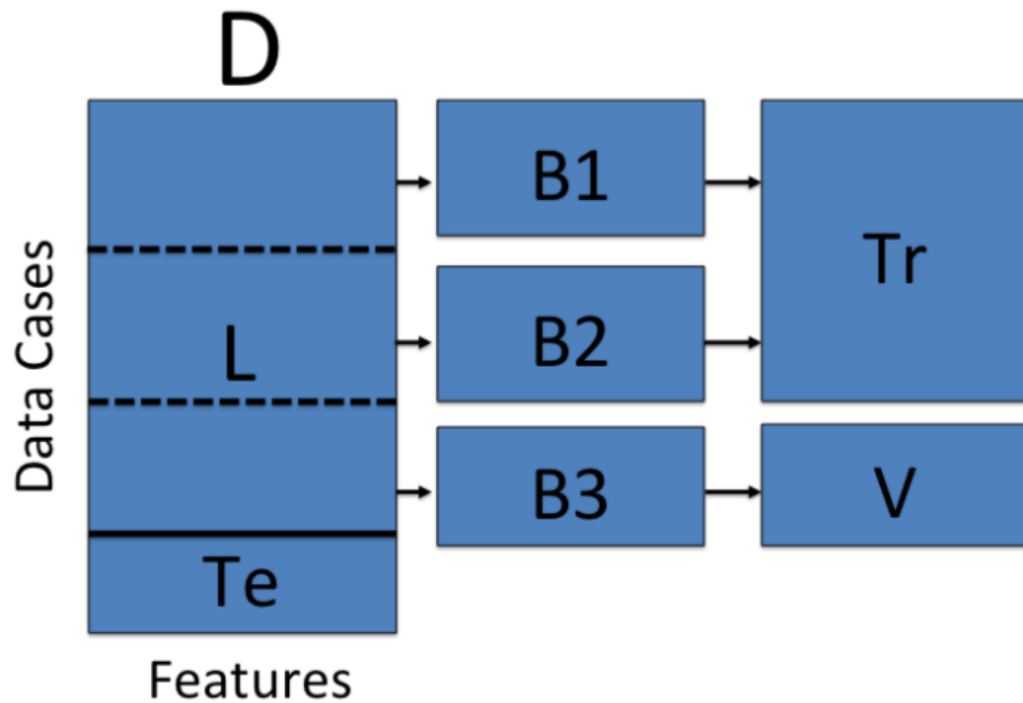 D
Data Cases
L
Te
Features
B1
B2
B3
Tr
V